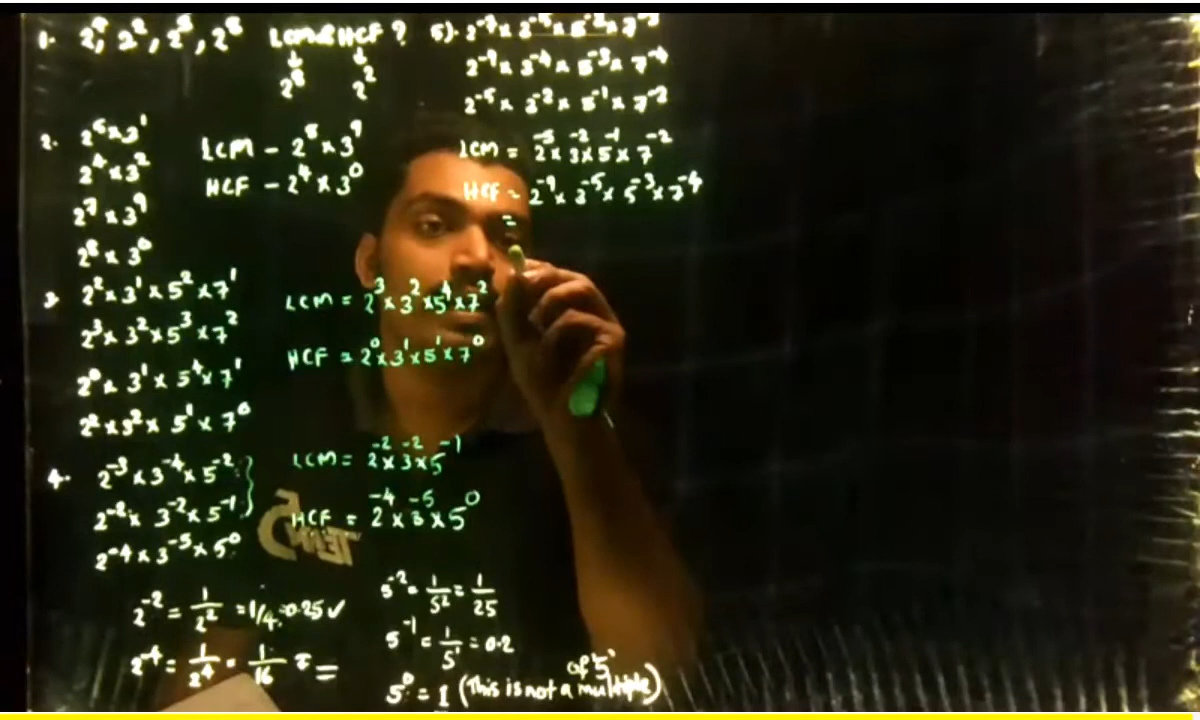 1. 2⁴, 2², 2⁵, 2⁸ LCM & HCF ?
↓ ↓
2⁸ 2²
2. 2⁵ x 3¹
2⁴ x 3²
2⁷ x 3⁹
2⁸ x 3⁰
LCM - 2⁸ x 3⁹
HCF - 2⁴ x 3⁰
3. 2² x 3¹ x 5² x 7¹
2³ x 3² x 5³ x 7²
2⁰ x 3¹ x 5⁴ x 7¹
2² x 3² x 5¹ x 7⁰
LCM = 2³ x 3² x 5⁴ x 7²
HCF = 2⁰ x 3¹ x 5¹ x 7⁰
4. 2⁻³ x 3⁻⁴ x 5⁻²
2⁻² x 3⁻² x 5⁻¹
2⁻⁴ x 3⁻⁵ x 5⁰
LCM = 2⁻² x 3⁻² x 5⁻¹
HCF = 2⁻⁴ x 3⁻⁵ x 5⁰
2⁻² = 1/2² = 1/4 = 0.25 ✓
2⁻⁴ = 1/2⁴ = 1/16 = =
5⁻² = 1/5² = 1/25
5⁻¹ = 1/5¹ = 0.2
5⁰ = 1 (This is not a multiple of 5)
5). 2⁻⁷ x 3⁻⁵ x 5⁻² x 7⁻³
2⁻⁹ x 3⁻⁴ x 5⁻³ x 7⁻⁴
2⁻⁵ x 3⁻² x 5⁻¹ x 7⁻²
LCM = 2⁻⁵ x 3⁻² x 5⁻¹ x 7⁻²
HCF = 2⁻⁹ x 3⁻⁵ x 5⁻³ x 7⁻⁴
=